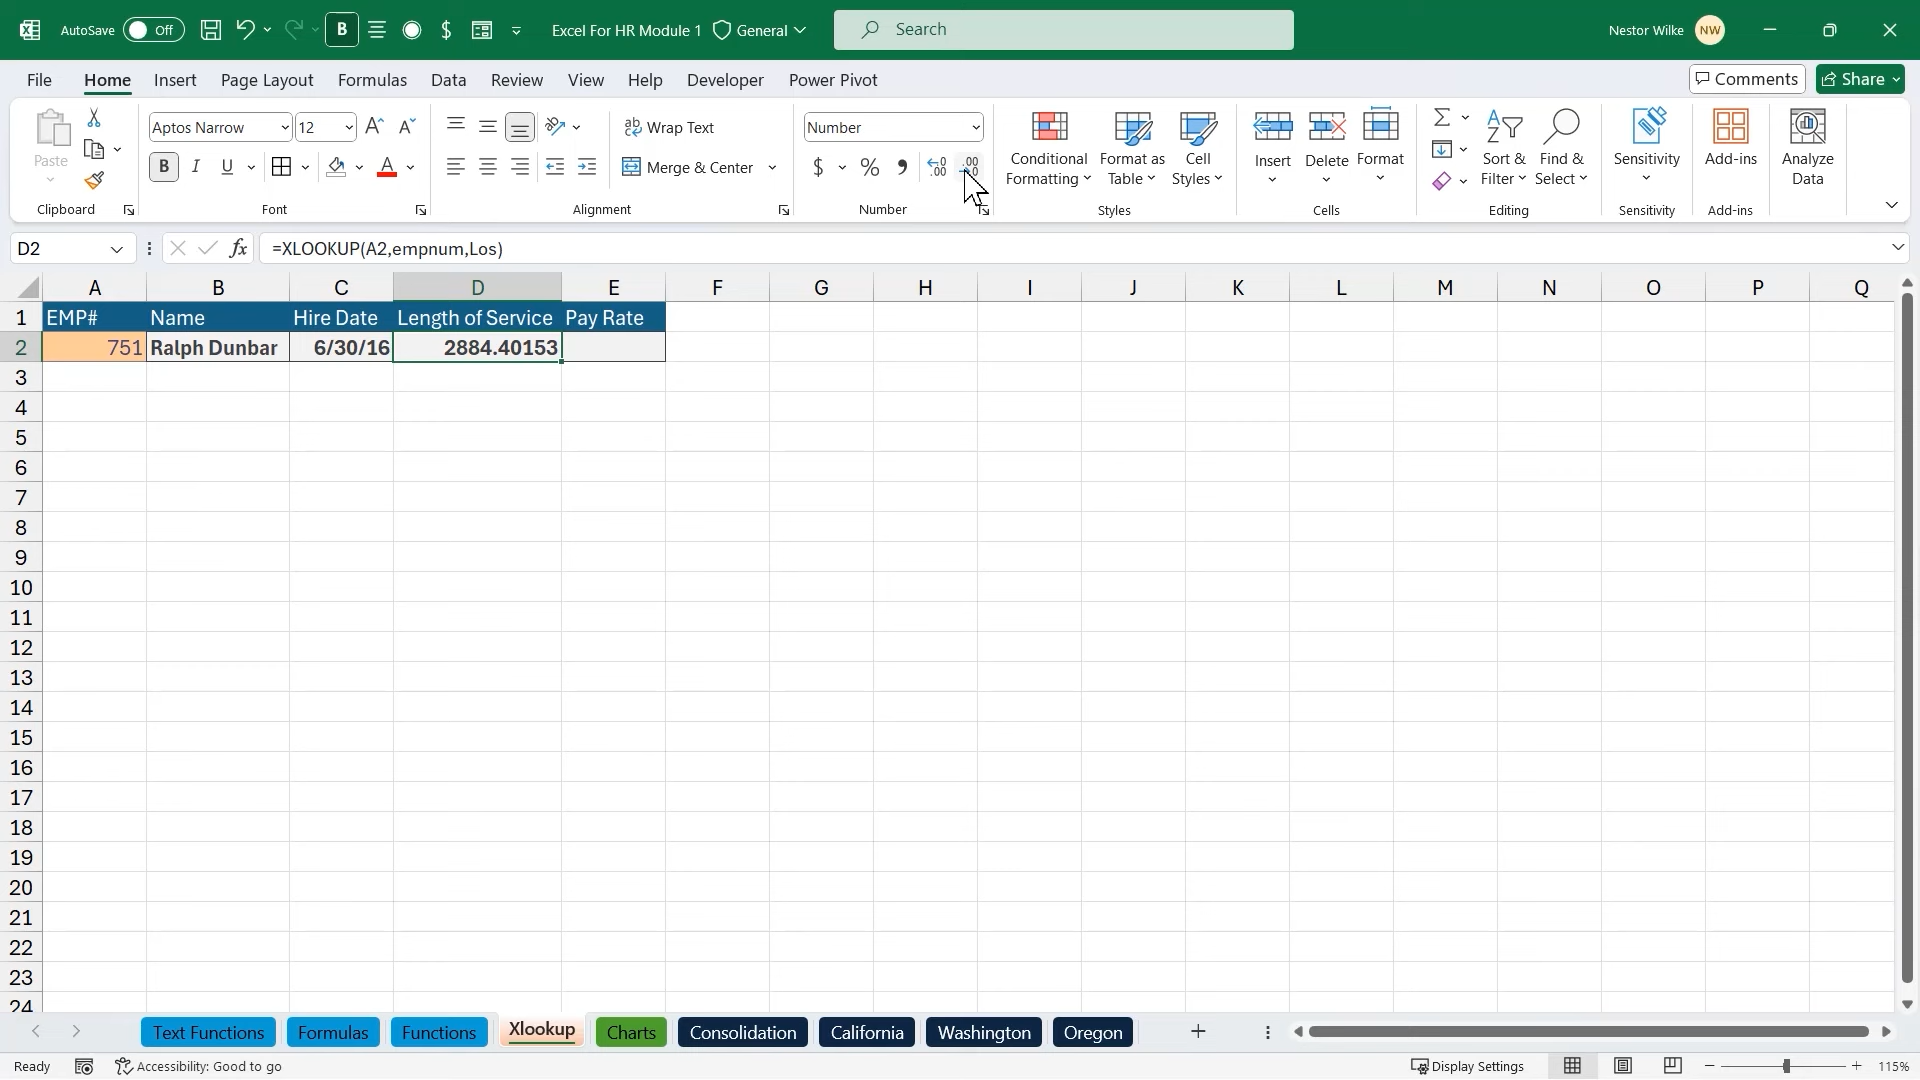 AutoSave Off B $ Excel For HR Module 1 General Search Nestor Wilke NW
File Home Insert Page Layout Formulas Data Review View Help Developer Power Pivot Comments Share
Paste
Clipboard
Aptos Narrow 12
B I U A
Font
Wrap Text
Merge & Center
Alignment
Number
$ % 9 .00
Number
Conditional Formatting
Format as Table
Cell Styles
Styles
Insert
Delete
Format
Cells
Sort & Filter
Find & Select
Editing
Sensitivity
Sensitivity
Add-ins
Add-ins
Analyze Data
D2 fx =XLOOKUP(A2,empnum,Los)
A B C D E F G H I J K L M N O P Q
1 EMP# Name Hire Date Length of Service Pay Rate
2 751 Ralph Dunbar 6/30/16 2884.40153
3
4
5
6
7
8
9
10
11
12
13
14
15
16
17
18
19
20
21
22
23
24
Text Functions Formulas Functions Xlookup Charts Consolidation California Washington Oregon
Ready Accessibility: Good to go Display Settings 115%